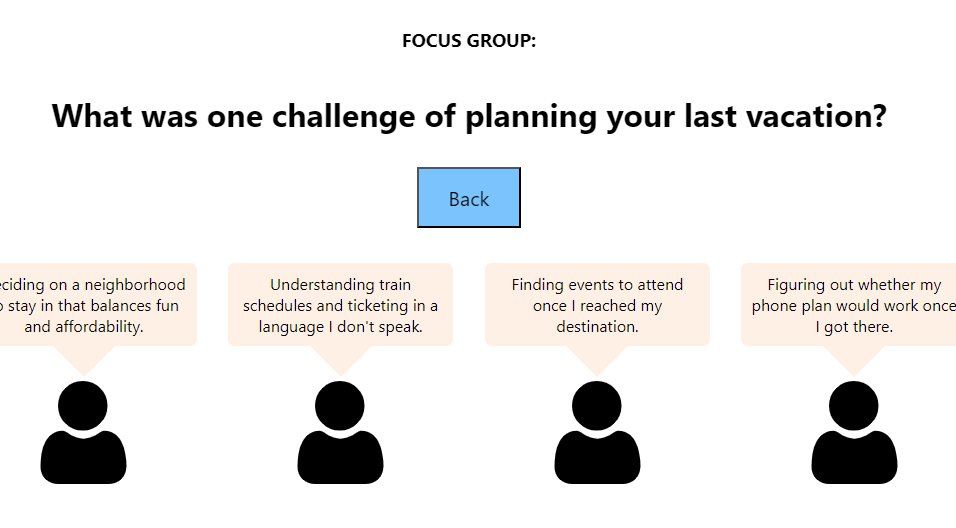 FOCUS GROUP:
What was one challenge of planning your last vacation?
Back
eciding on a neighborhood
o stay in that balances fun
and affordability.
Understanding train
schedules and ticketing in a
language I don't speak.
Finding events to attend
once I reached my
destination.
Figuring out whether my
phone plan would work once
I got there.